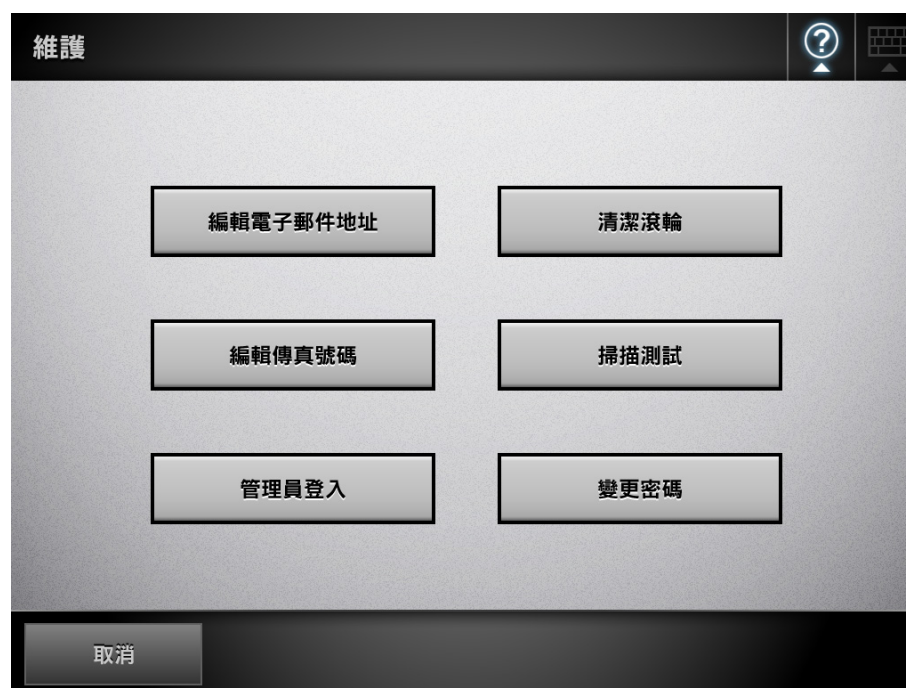 維護
?
編輯電子郵件地址
清潔滾輪
編輯傳真號碼
掃描測試
管理員登入
變更密碼
取消